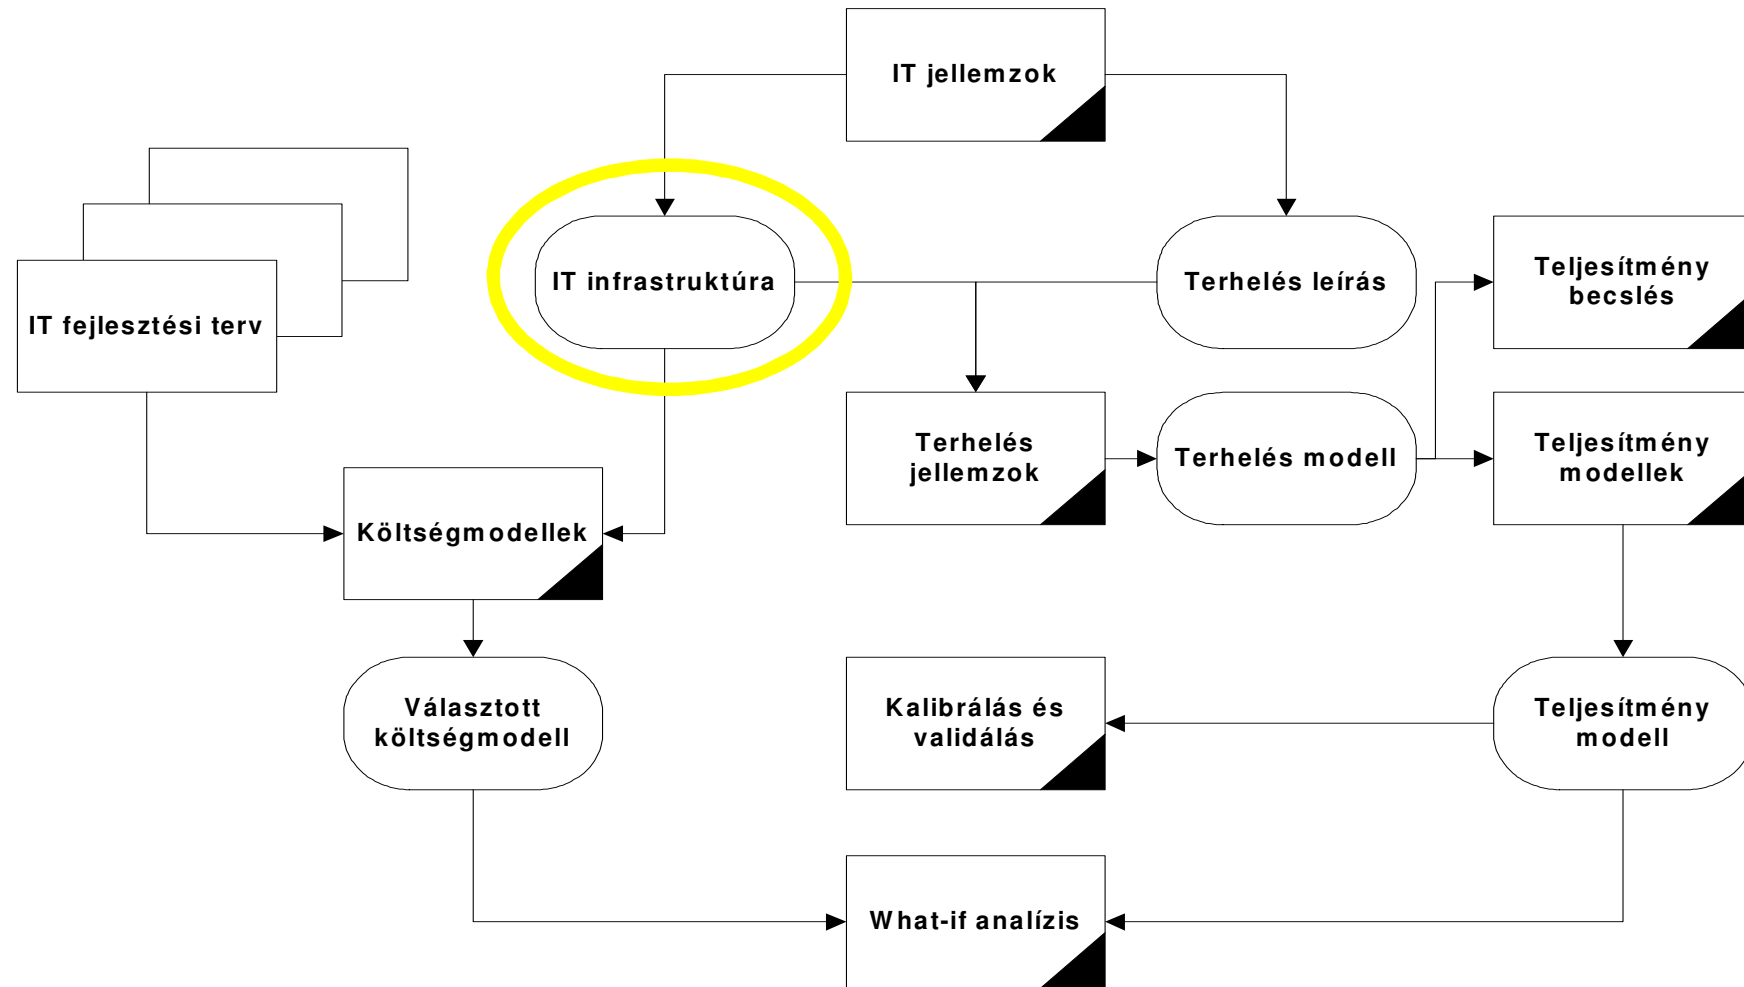 IT jellemzok
IT infrastruktúra
Terhelés leírás
Teljesítmény
becslés
IT fejlesztési terv
Terhelés
jellemzok
Terhelés modell
Teljesítmény
modellek
Költségmodellek
Választott
költségmodell
Kalibrálás és
validálás
Teljesítmény
modell
What-if analízis